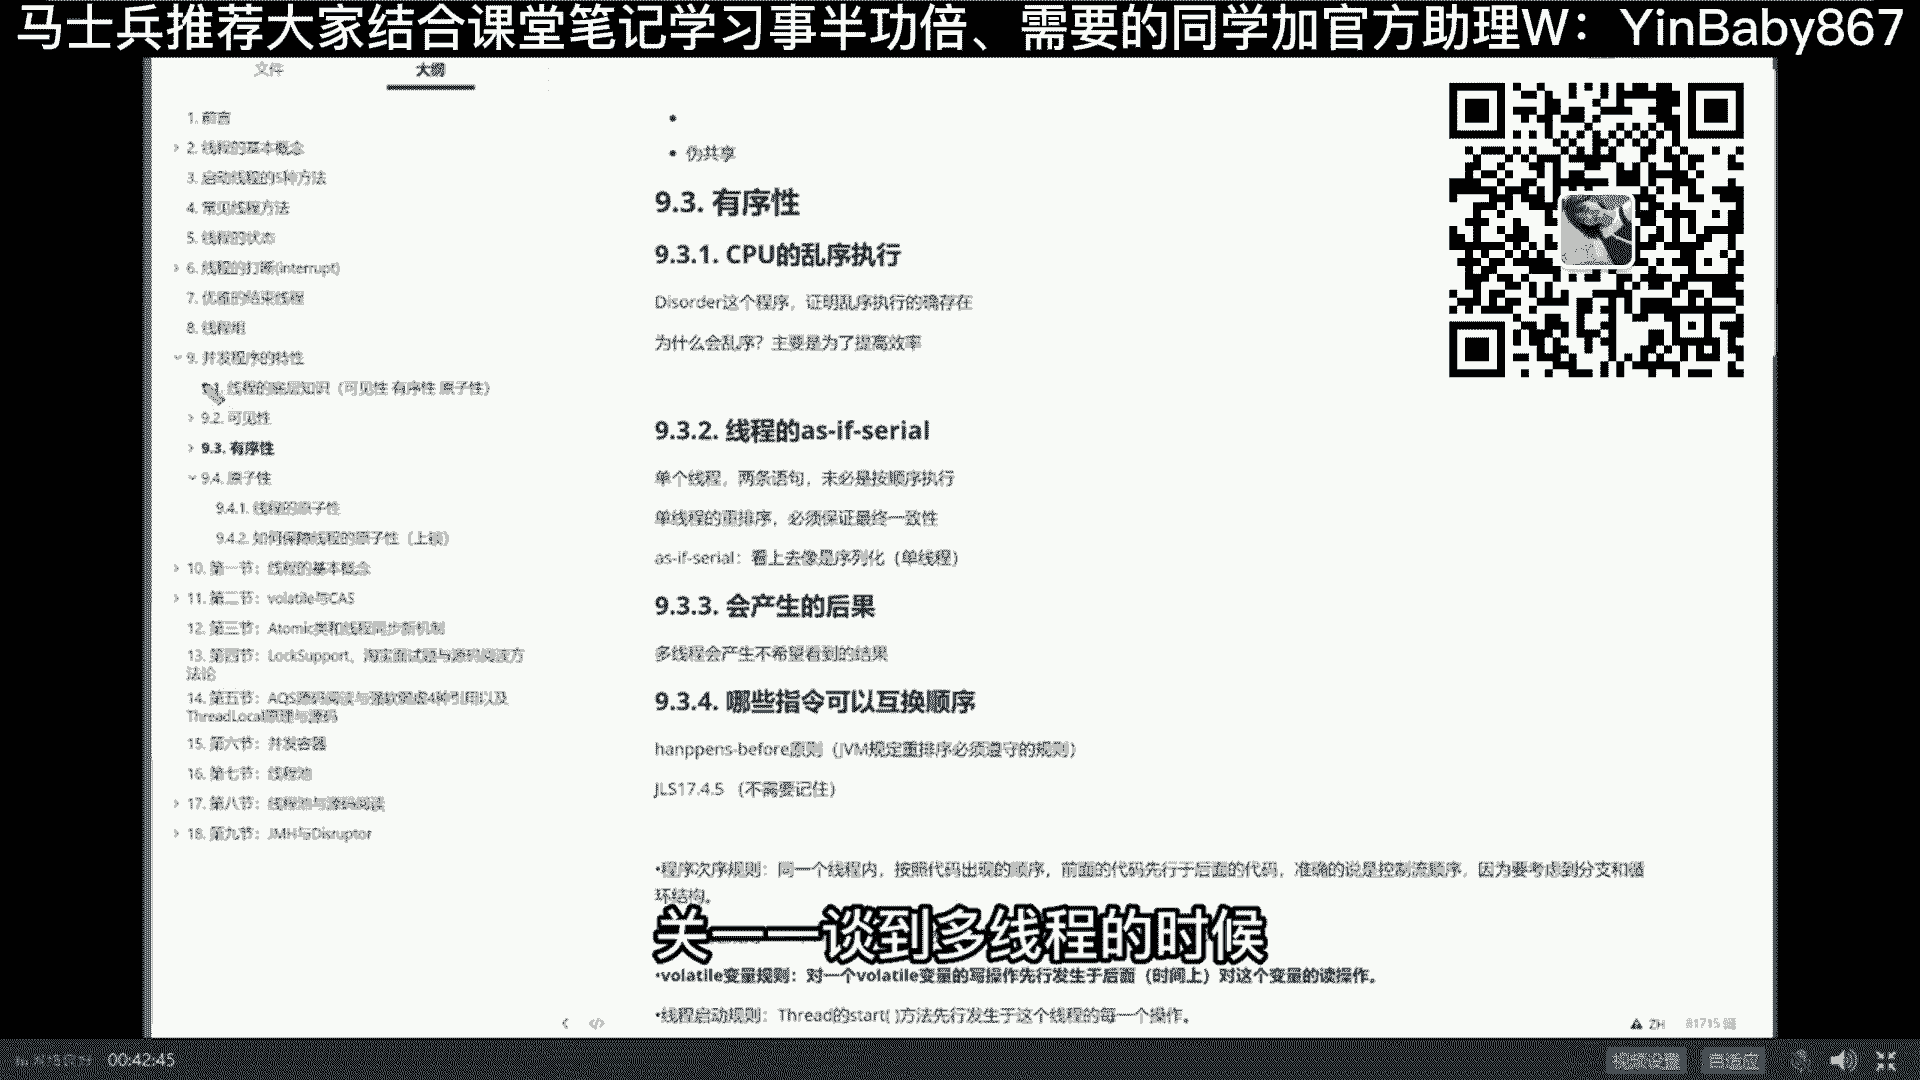 马士兵推荐大家结合课堂笔记学习事半功倍、需要的同学加官方助理W：YinBaby867
文件
大纲
1. 前言
2. 线程的基本概念
3. 启动线程的5种方法
4. 常见线程方法
5. 线程的状态
6. 线程的打断(interrupt)
7. 优雅的结束线程
8. 线程组
9. 并发程序的特性
线程的底层知识（可见性 有序性 原子性）
9.2. 可见性
9.3. 有序性
9.4. 原子性
9.4.1. 线程的原子性
9.4.2. 如何保障线程的原子性（上锁）
10. 第一节：线程的基本概念
11. 第二节：volatile与CAS
12. 第三节：Atomic类和线程同步新机制
13. 第四节：LockSupport、淘宝面试题与源码阅读方
法论
14. 第五节：AQS源码阅读与强软弱虚4种引用以及
ThreadLocal原理与源码
15. 第六节：并发容器
16. 第七节：线程池
17. 第八节：线程池与源码阅读
18. 第九节：JMH与Disruptor
• 伪共享
9.3. 有序性
9.3.1. CPU的乱序执行
Disorder这个程序，证明乱序执行的确存在
为什么会乱序？主要是为了提高效率
9.3.2. 线程的as-if-serial
单个线程，两条语句，未必是按顺序执行
单线程的重排序，必须保证最终一致性
as-if-serial：看上去像是序列化（单线程）
9.3.3. 会产生的后果
多线程会产生不希望看到的结果
9.3.4. 哪些指令可以互换顺序
hanppens-before原则（JVM规定重排序必须遵守的规则）
JLS17.4.5 （不需要记住）
•程序次序规则：同一个线程内，按照代码出现的顺序，前面的代码先行于后面的代码，准确的说是控制流顺序，因为要考虑到分支和循
环结构。
关一一谈到多线程的时候
•volatile变量规则：对一个volatile变量的写操作先行发生于后面（时间上）对这个变量的读操作。
•线程启动规则：Thread的start( )方法先行发生于这个线程的每一个操作。
ZH
81715 词
00:42:45
视频设置
自适应